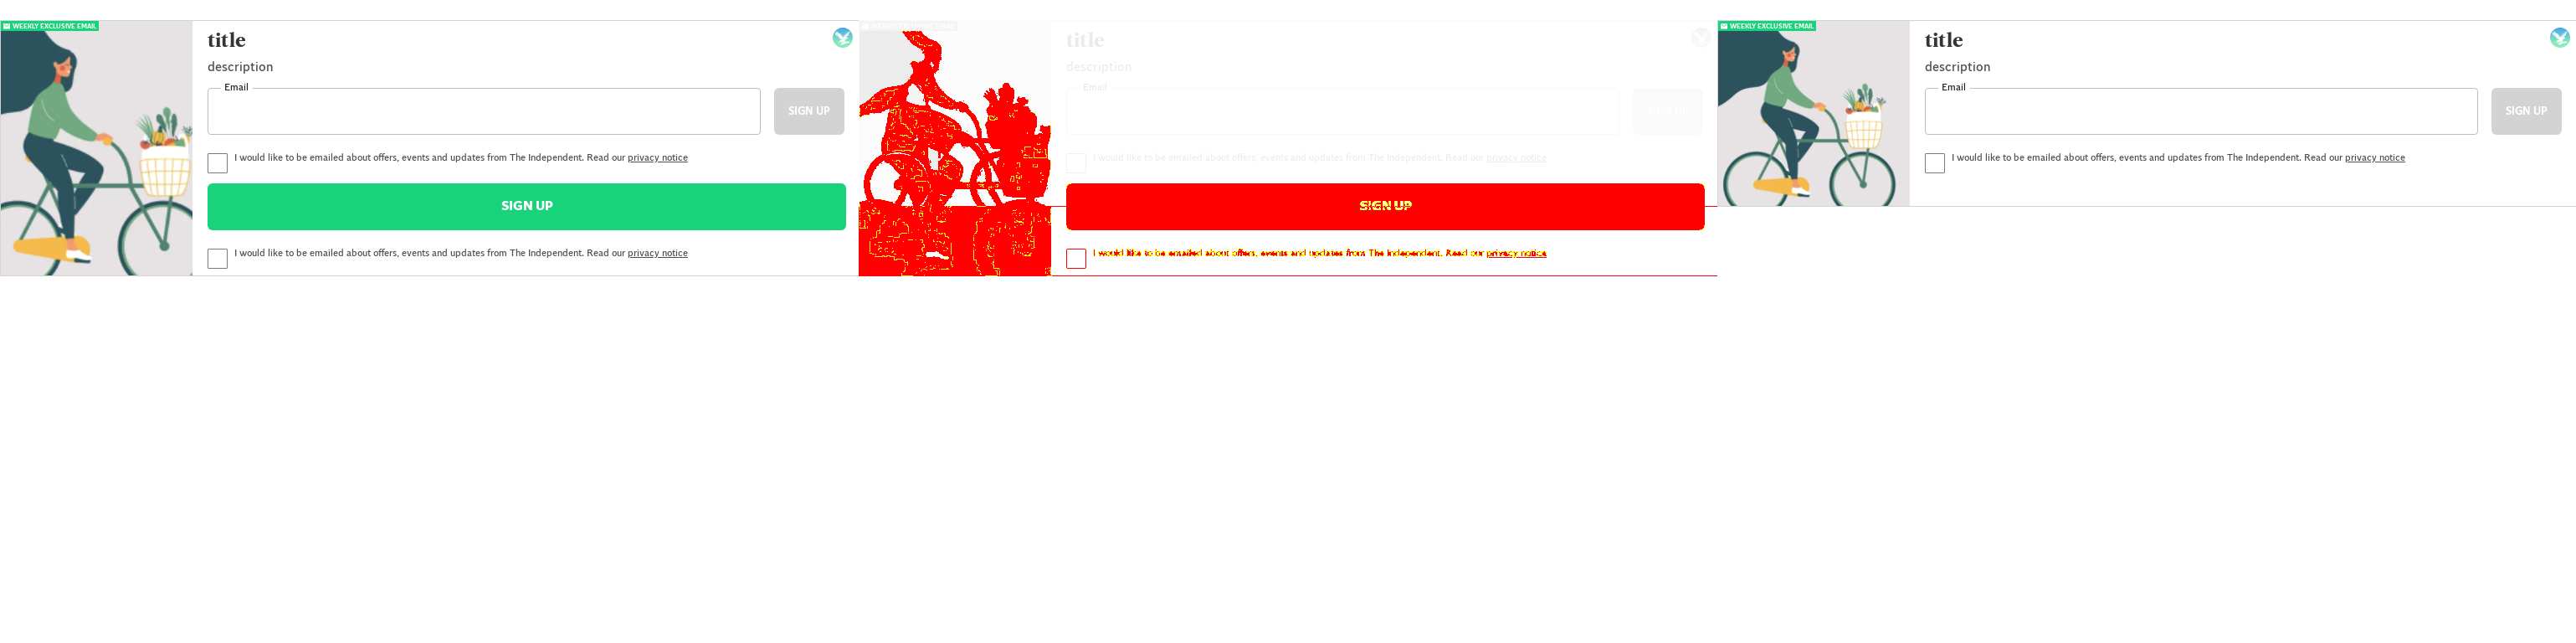 WEEKLY EXCLUSIVE EMAIL
title
description
Email
SIGN UP
I would like to be emailed about offers, events and updates from The Independent. Read our privacy notice
SIGN UP
I would like to be emailed about offers, events and updates from The Independent. Read our privacy notice
title
description
Email
I would like to be emailed about offers, events and updates from The Independent. Read our privacy notice
SIGN UP
I would like to be emailed about offers, events and updates from The Independent. Read our privacy notice
WEEKLY EXCLUSIVE EMAIL
title
description
Email
SIGN UP
I would like to be emailed about offers, events and updates from The Independent. Read our privacy notice